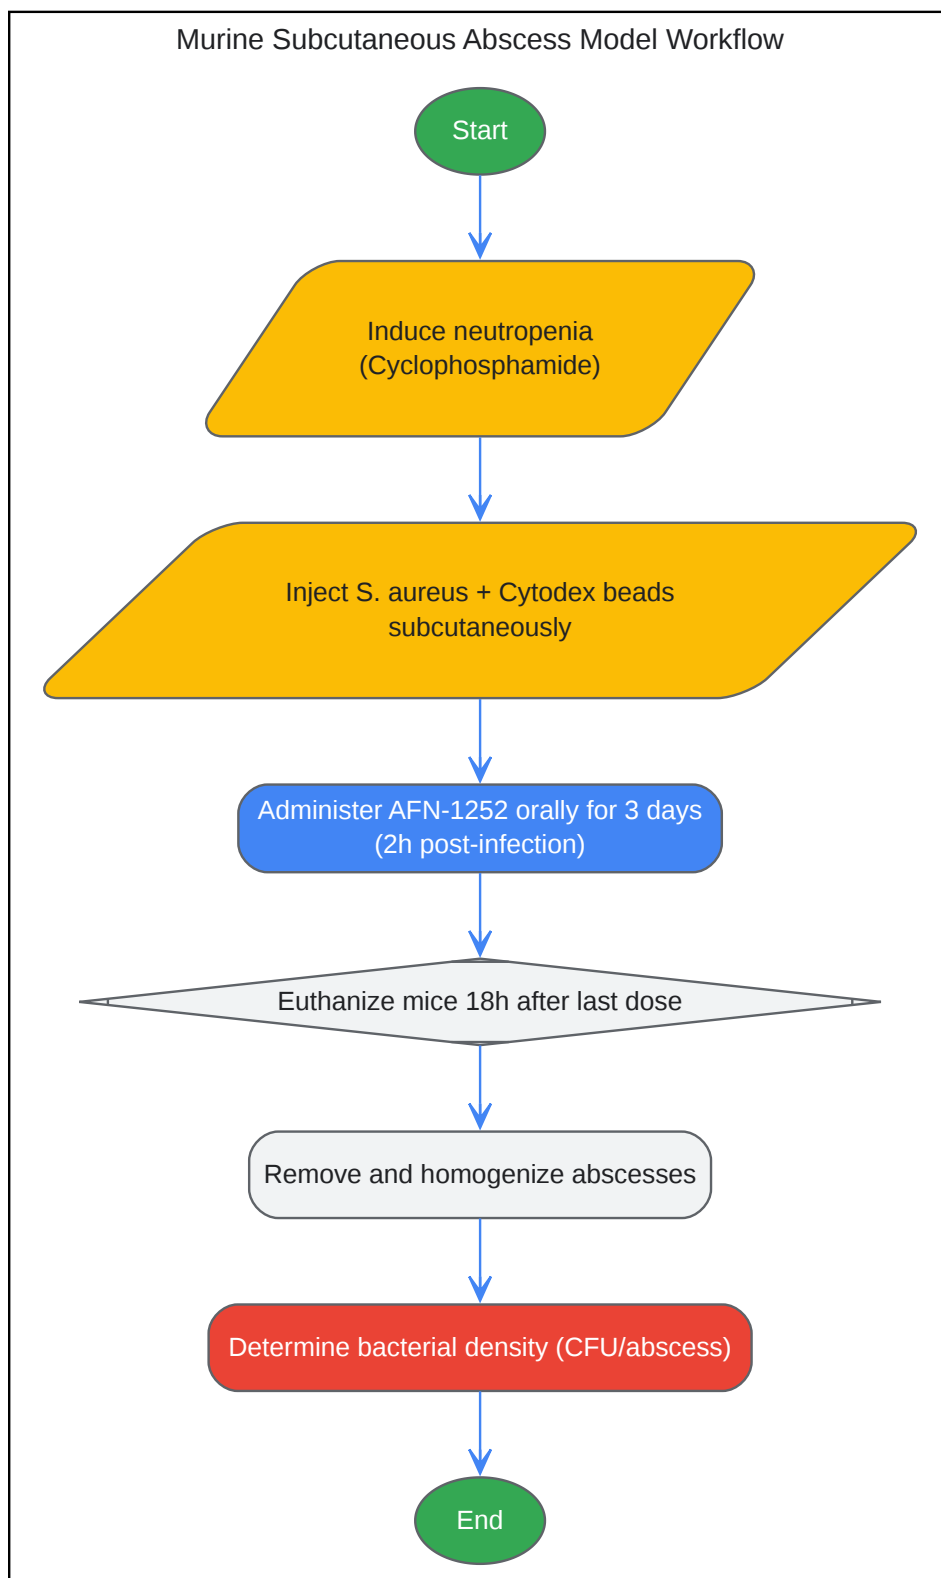 Murine Subcutaneous Abscess Model Workflow
Start
Induce neutropenia
(Cyclophosphamide)
Inject S. aureus + Cytodex beads
subcutaneously
Administer AFN-1252 orally for 3 days
(2h post-infection)
Euthanize mice 18h after last dose
Remove and homogenize abscesses
Determine bacterial density (CFU/abscess)
End